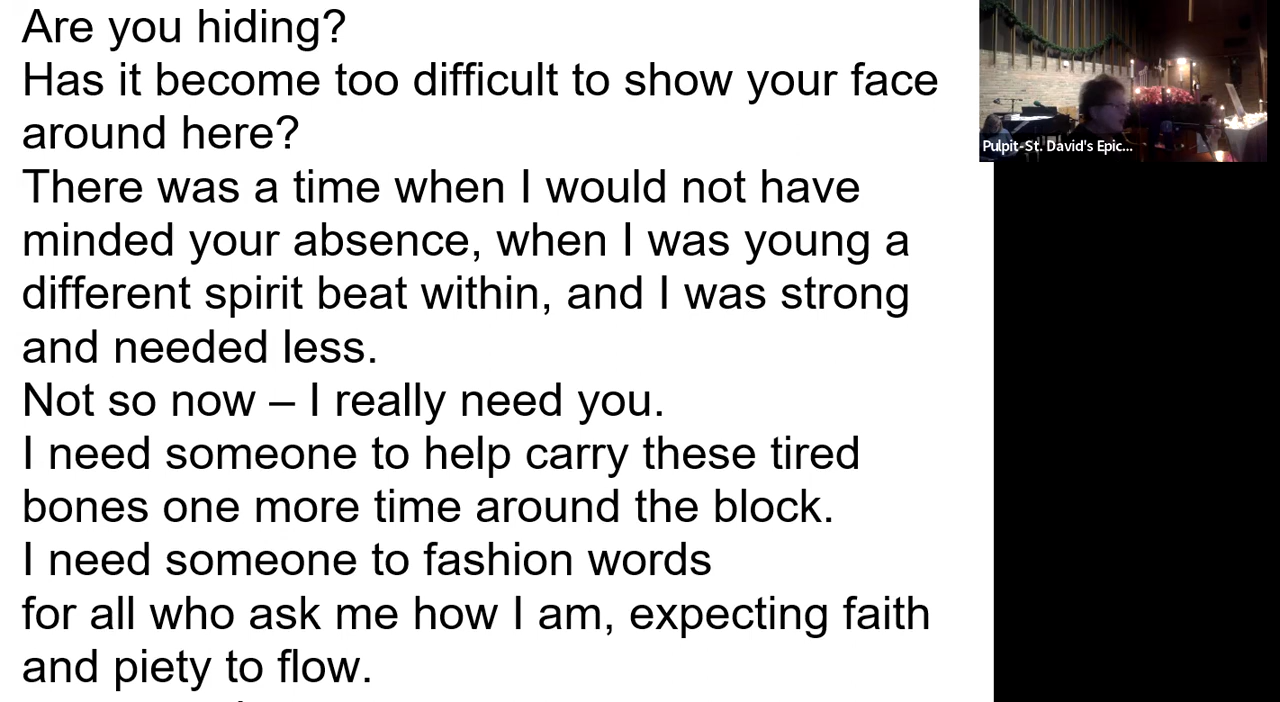 Are you hiding?
Has it become too difficult to show your face
around here?
There was a time when I would not have
minded your absence, when I was young a
different spirit beat within, and I was strong
and needed less.
Not so now – I really need you.
I need someone to help carry these tired
bones one more time around the block.
I need someone to fashion words
for all who ask me how I am, expecting faith
and piety to flow.
Pulpit-St. David's Epic...